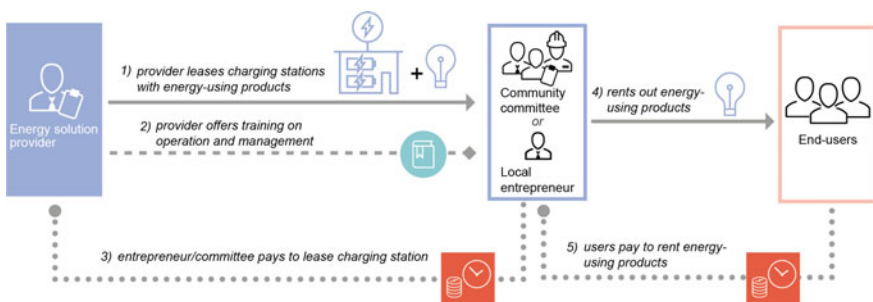 Energy solution
provider
1) provider leases charging stations
with energy-using products
+
2) provider offers training on
operation and management
3) entrepreneur/committee pays to lease charging station
Community
committee
or
Local
entrepreneur
4) rents out energy-
using products
5) users pay to rent energy-
using products
End-users